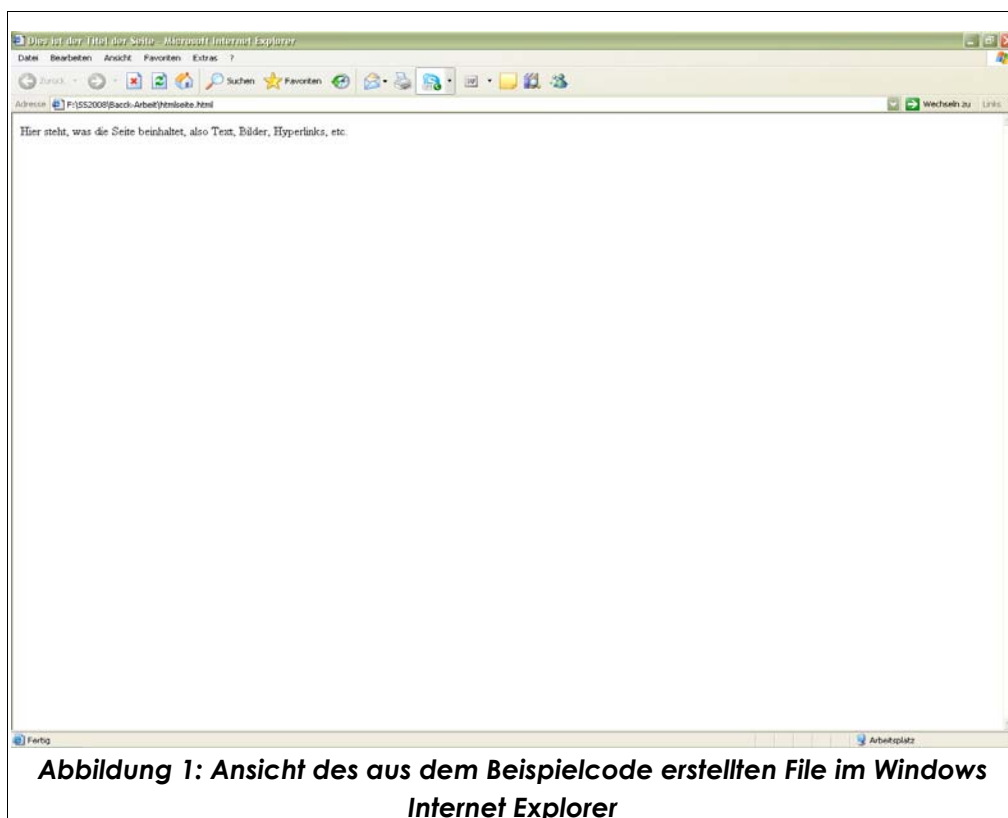 Dies ist der Titel der Seite - Microsoft Internet Explorer
Datei Bearbeiten Ansicht Favoriten Extras ?
Zurück Suchen Favoriten
Adresse F:\SS2008\Bacck-Arbeit\htmlseite.html Wechseln zu Links
Hier steht, was die Seite beinhaltet, also Text, Bilder, Hyperlinks, etc.
Fertig Arbeitsplatz
Abbildung 1: Ansicht des aus dem Beispielcode erstellten File im Windows
Internet Explorer